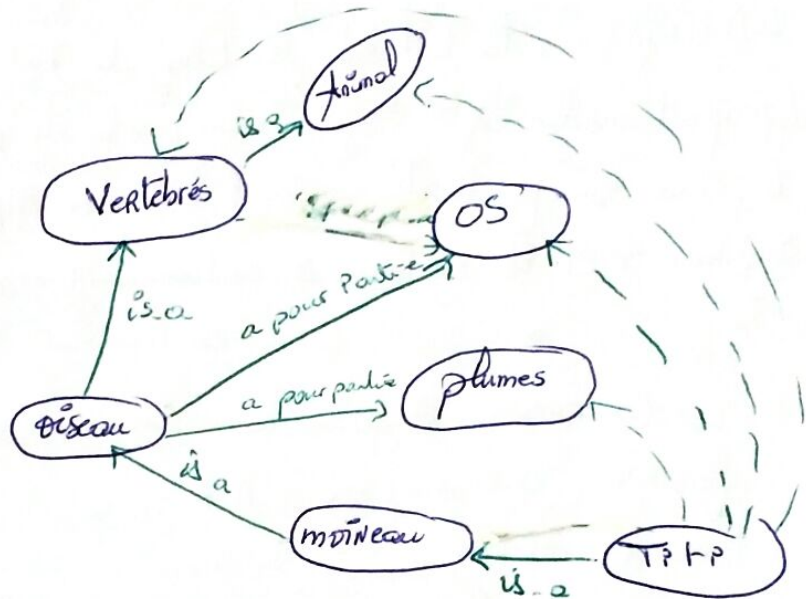 Animal
is a
Vertébrés
OS
is_a
a pour Partie
plumes
a pour partie
oiseau
is a
moineau
TiTi
is_a